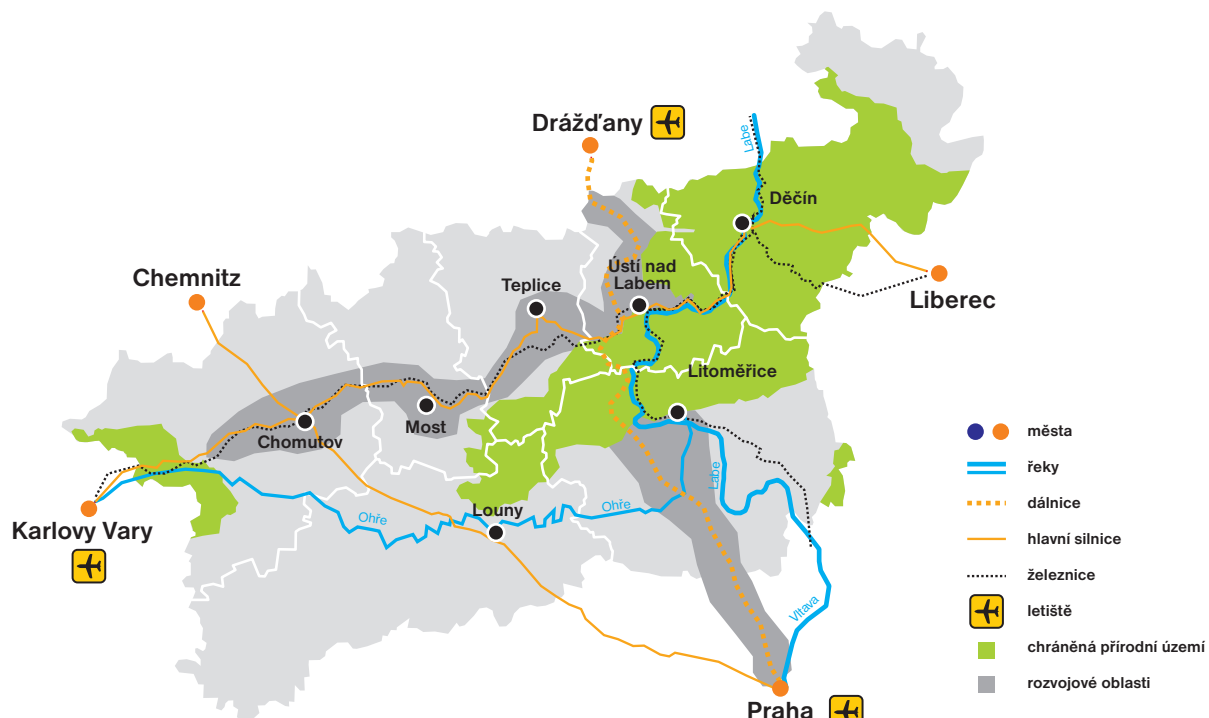 Drážďany
Labe
Děčín
Chemnitz
Teplice
Ústí nad
Labem
Liberec
Litoměřice
Most
Chomutov
Labe
Ohře
Louny
Ohře
Karlovy Vary
Vltava
Praha
města
řeky
dálnice
hlavní silnice
železnice
letiště
chráněná přírodní území
rozvojové oblasti